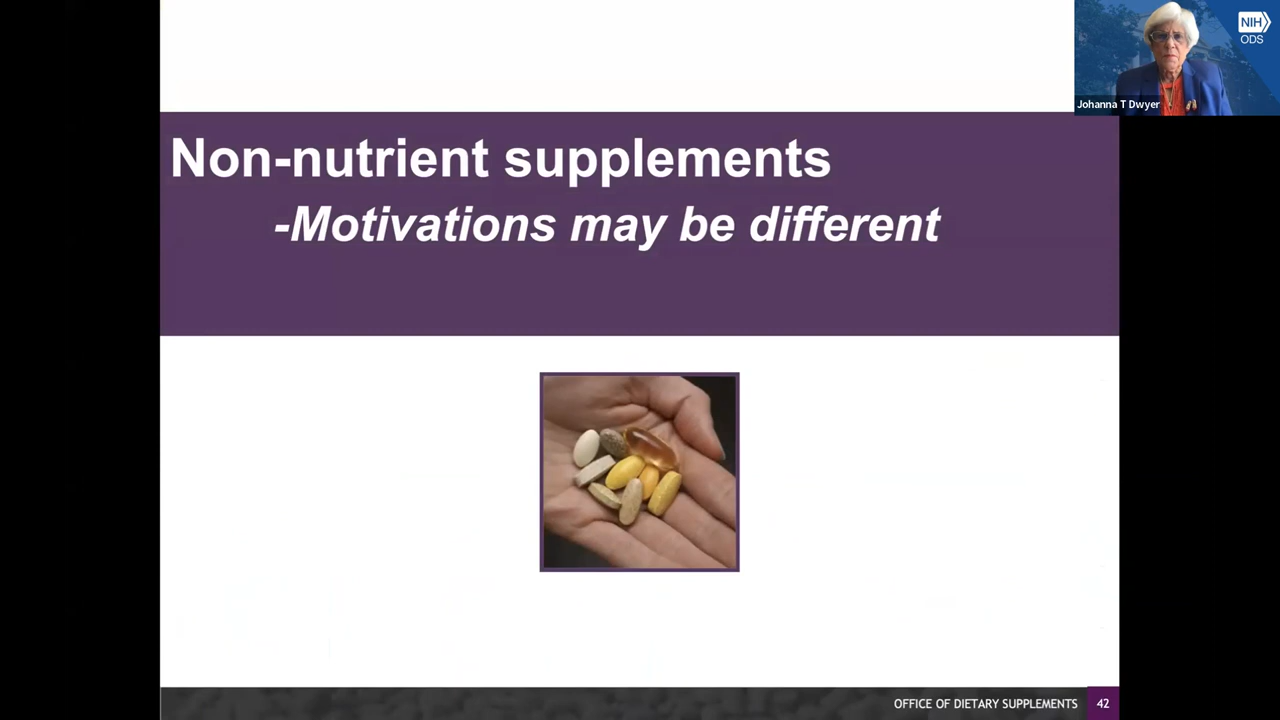 NIH
ODS
Johanna T Dwyer
Non-nutrient supplements
-Motivations may be different
OFFICE OF DIETARY SUPPLEMENTS 42